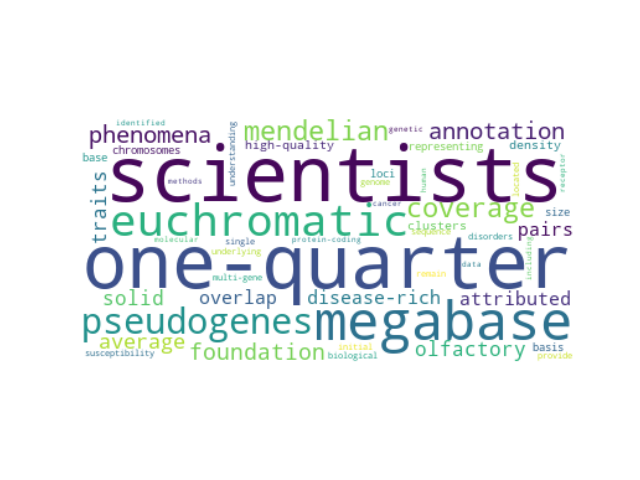 identified
phenomena
mendelian
genetic
annotation
chromosomes
understanding
high-quality
representing
density
base
scientists
methods
loci
genome
human
located
receptor
traits
cancer
euchromatic
coverage
size
clusters
sequence
pairs
molecular
single
protein-coding
disorders
underlying
one-quarter
including
multi-gene
data
remain
solid
overlap
disease-rich
attributed
pseudogenes
megabase
average
foundation
initial
olfactory
basis
susceptibility
biological
provide